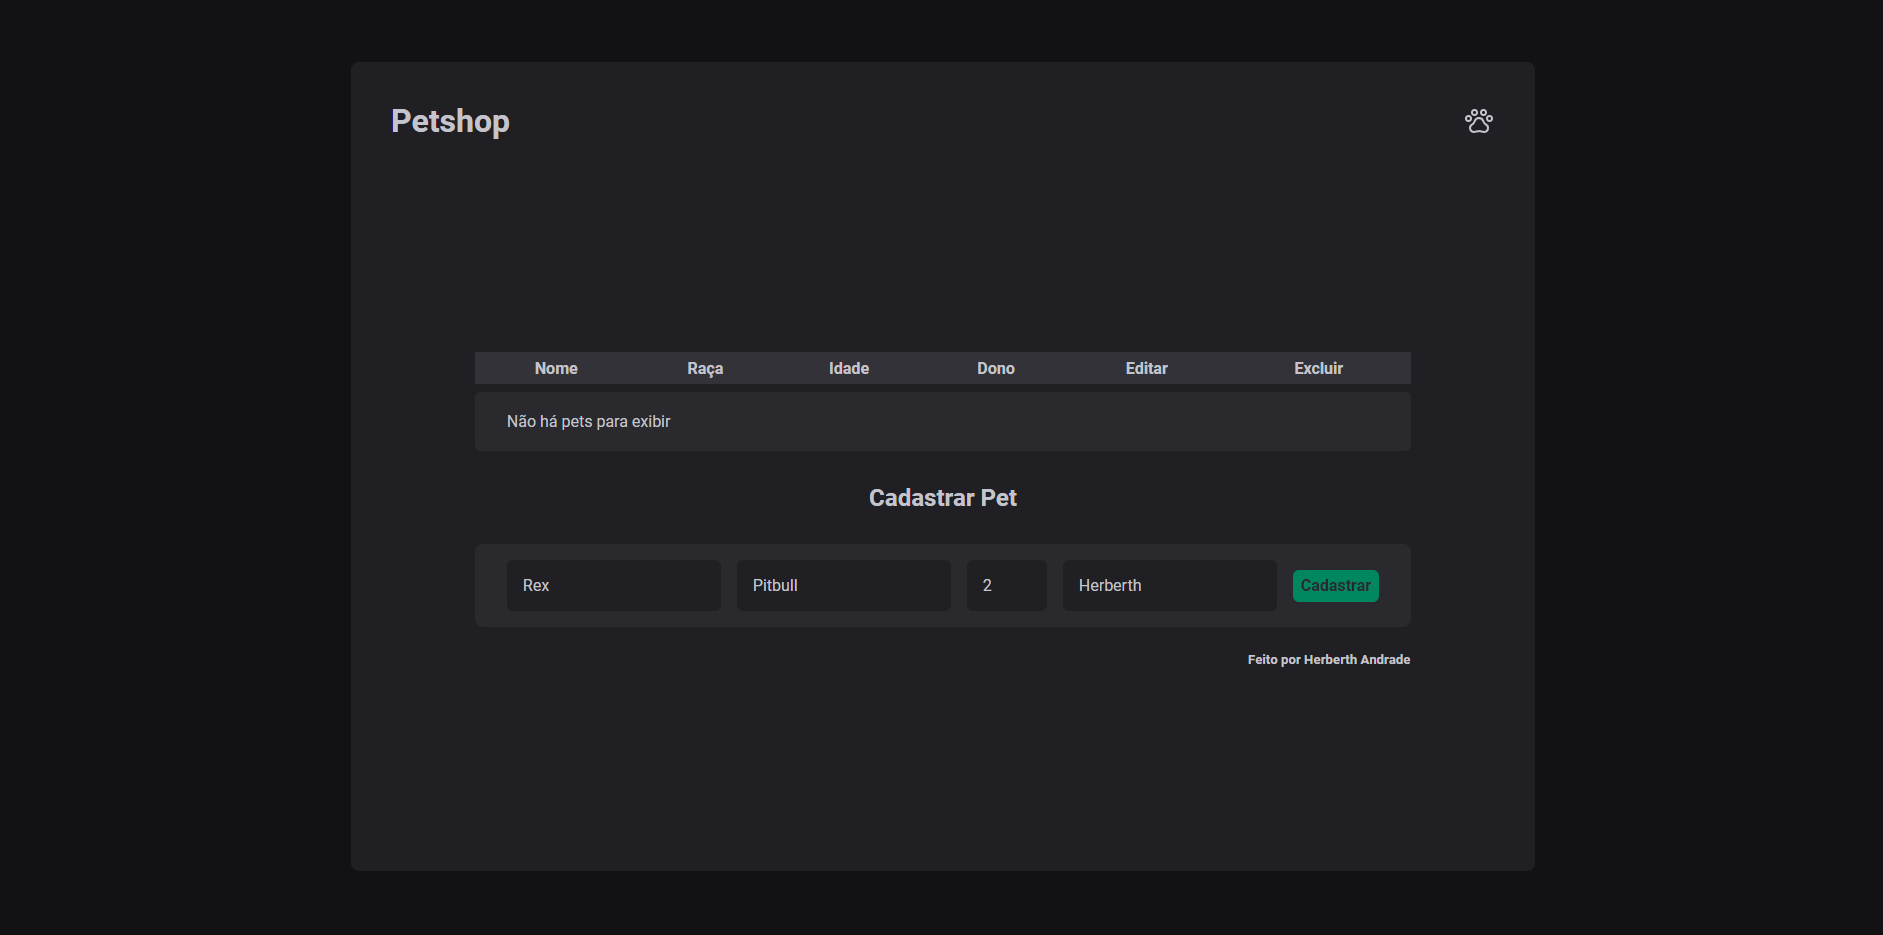 Petshop
Nome Raça Idade Dono Editar Excluir
Não há pets para exibir
Cadastrar Pet
Rex Pitbull 2 Herberth Cadastrar
Feito por Herberth Andrade